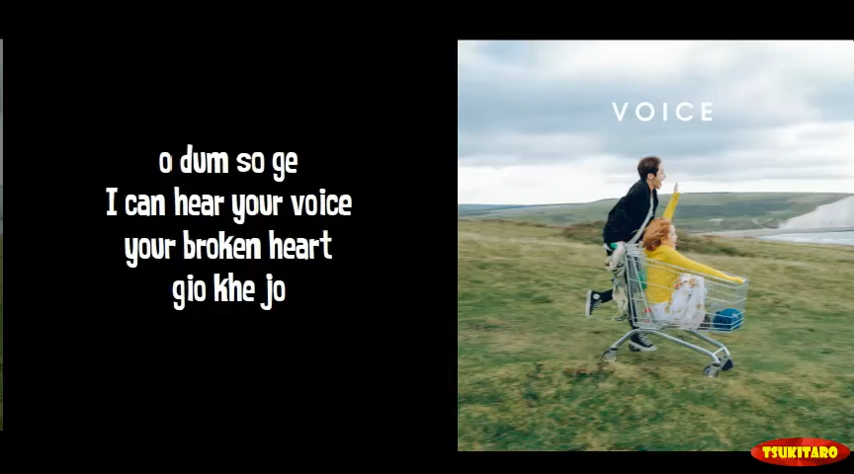 o dum so ge
I can hear your voice
your broken heart
gio khe jo
VOICE
TSUKITARO